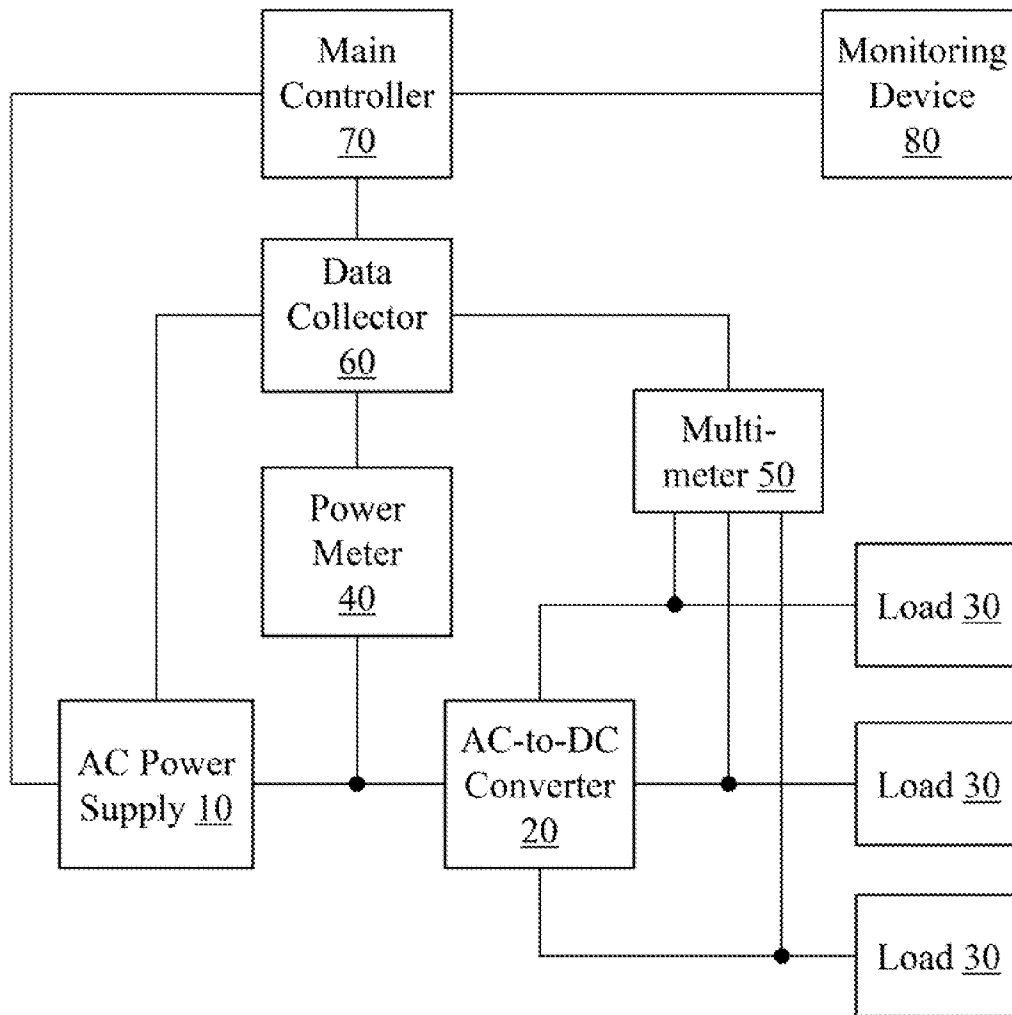 Main
Controller
70
Monitoring
Device
80
Data
Collector
60
Multi-
meter 50
Power
Meter
40
Load 30
AC Power
Supply 10
AC-to-DC
Converter
20
Load 30
Load 30